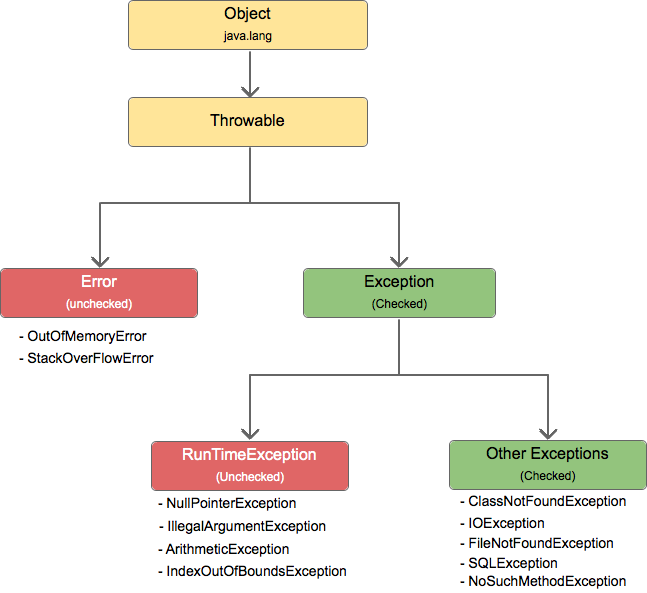 Object
java.lang
Throwable
Error
(unchecked)
Exception
(Checked)
- OutOfMemoryError
- StackOverFlowError
RunTimeException
(Unchecked)
Other Exceptions
(Checked)
- NullPointerException
- IllegalArgumentException
- ArithmeticException
- IndexOutOfBoundsException
- ClassNotFoundException
- IOException
- FileNotFoundException
- SQLException
- NoSuchMethodException